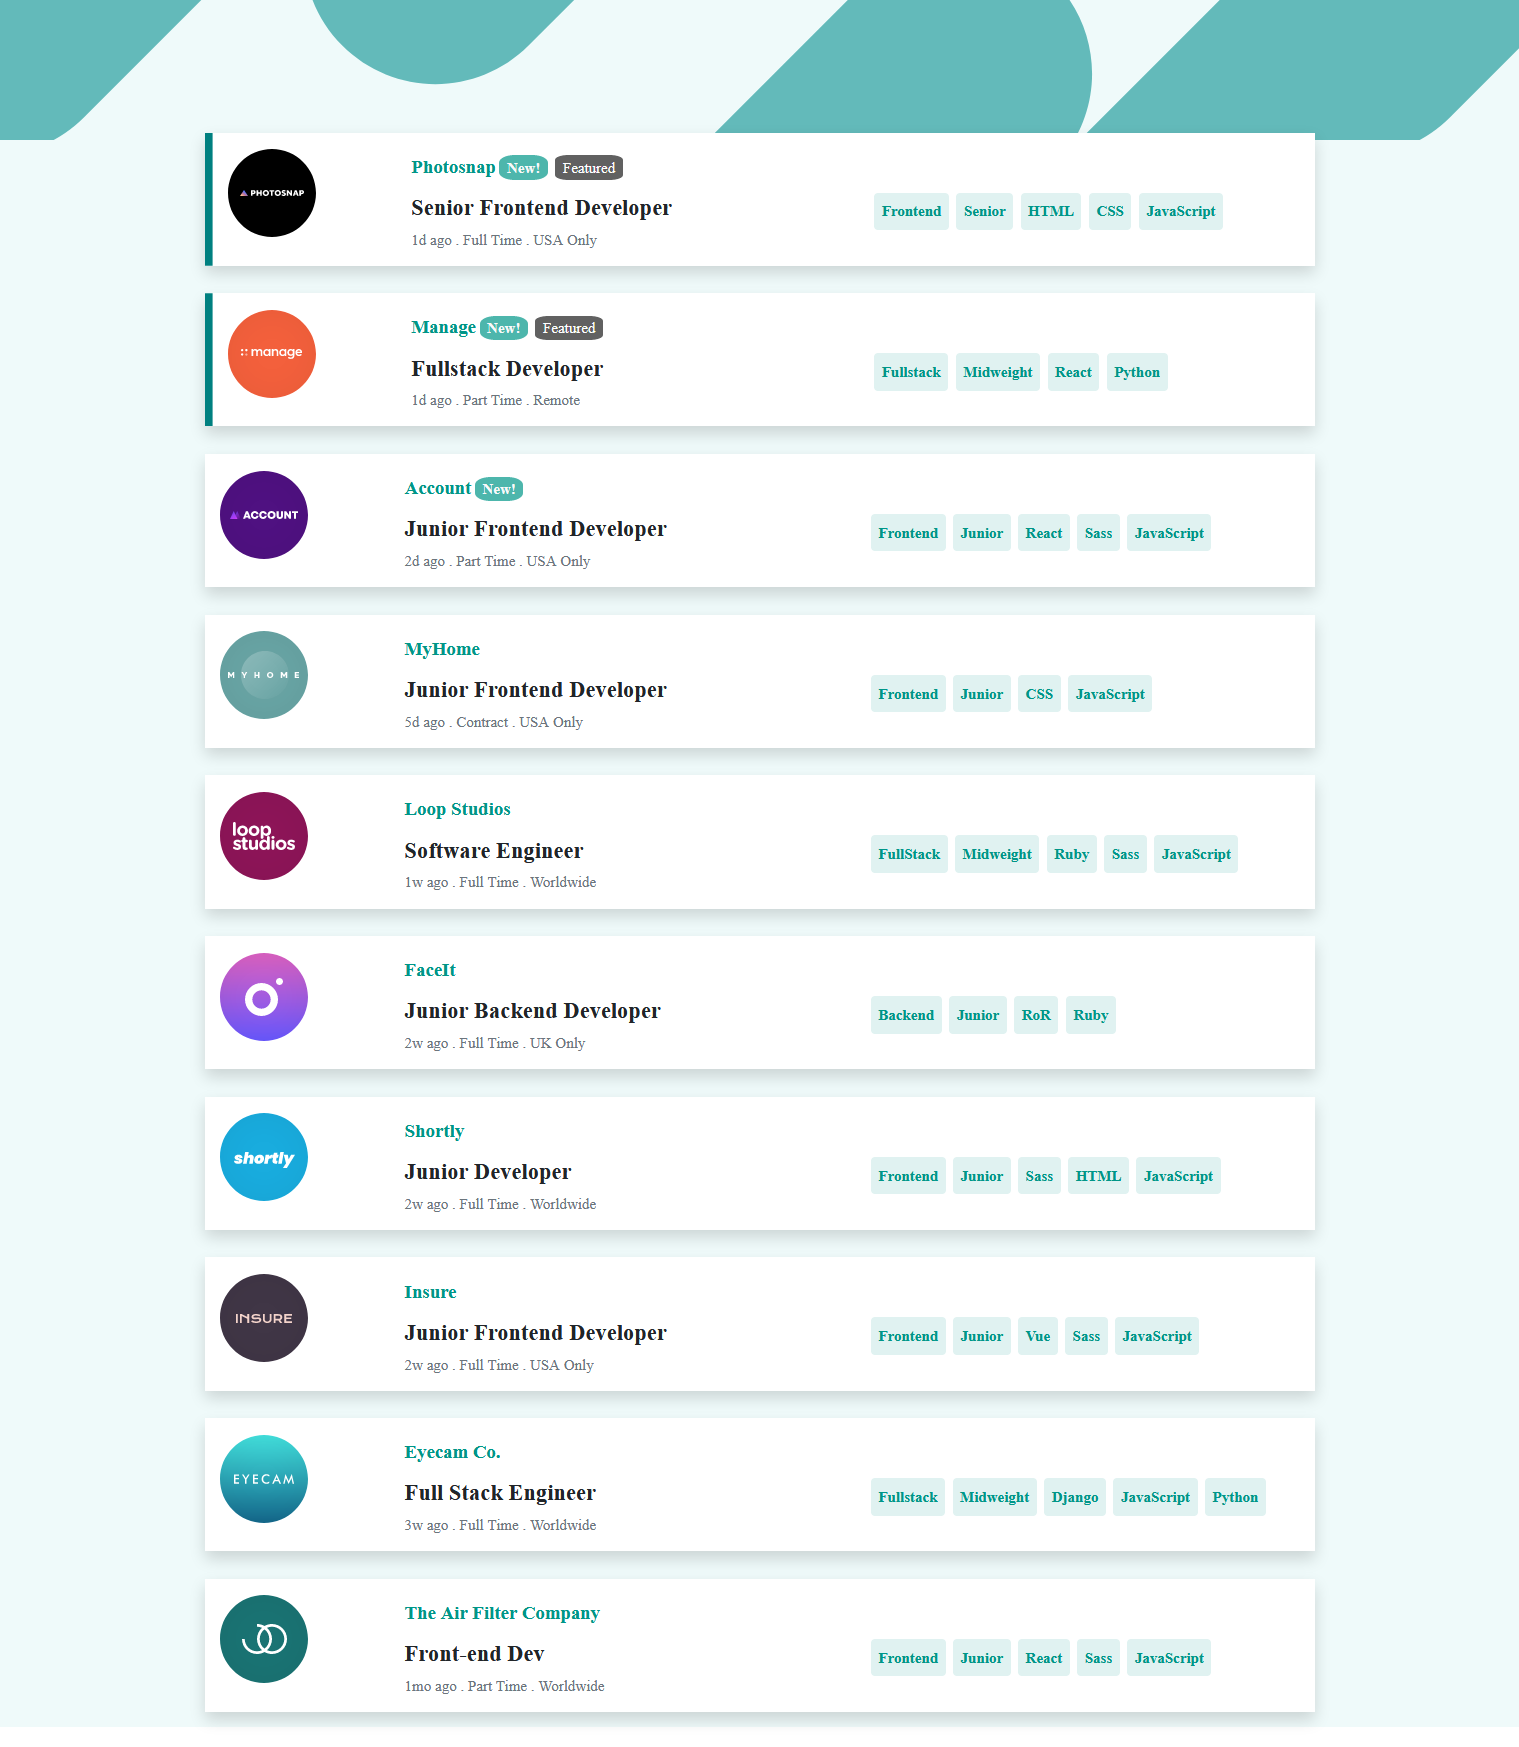 PHOTOSNAP
Photosnap New! Featured
Senior Frontend Developer
1d ago . Full Time . USA Only
Frontend Senior HTML CSS JavaScript
manage
Manage New! Featured
Fullstack Developer
1d ago . Part Time . Remote
Fullstack Midweight React Python
ACCOUNT
Account New!
Junior Frontend Developer
2d ago . Part Time . USA Only
Frontend Junior React Sass JavaScript
MYHOME
MyHome
Junior Frontend Developer
5d ago . Contract . USA Only
Frontend Junior CSS JavaScript
loop
studios
Loop Studios
Software Engineer
1w ago . Full Time . Worldwide
FullStack Midweight Ruby Sass JavaScript
FaceIt
Junior Backend Developer
2w ago . Full Time . UK Only
Backend Junior RoR Ruby
shortly
Shortly
Junior Developer
2w ago . Full Time . Worldwide
Frontend Junior Sass HTML JavaScript
INSURE
Insure
Junior Frontend Developer
2w ago . Full Time . USA Only
Frontend Junior Vue Sass JavaScript
EYECAM
Eyecam Co.
Full Stack Engineer
3w ago . Full Time . Worldwide
Fullstack Midweight Django JavaScript Python
The Air Filter Company
Front-end Dev
1mo ago . Part Time . Worldwide
Frontend Junior React Sass JavaScript